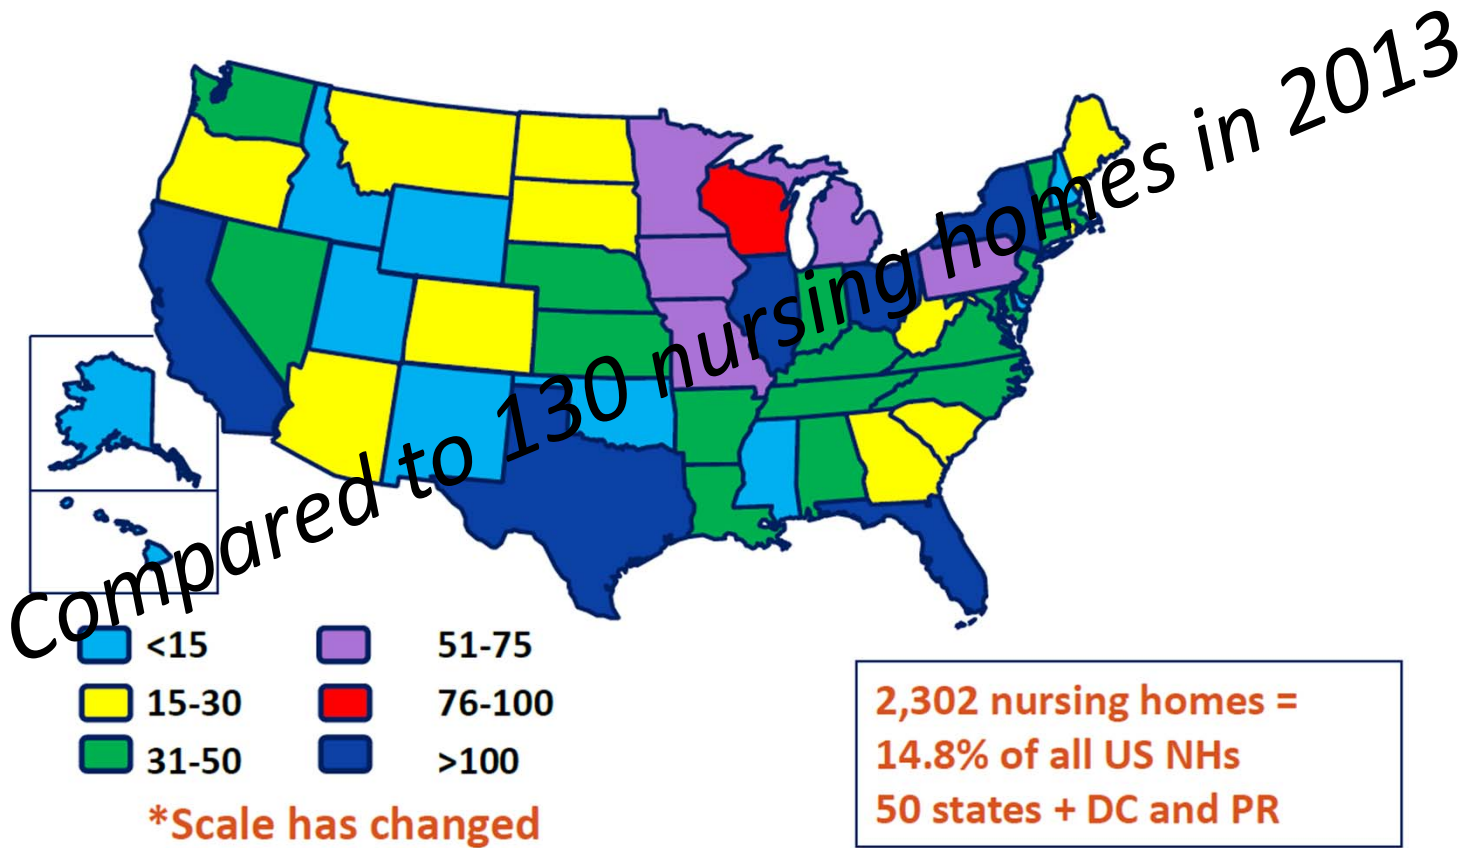 Compared to 130 nursing homes in 2013
<15
51-75
15-30
76-100
31-50
>100
*Scale has changed
2,302 nursing homes =
14.8% of all US NHs
50 states + DC and PR